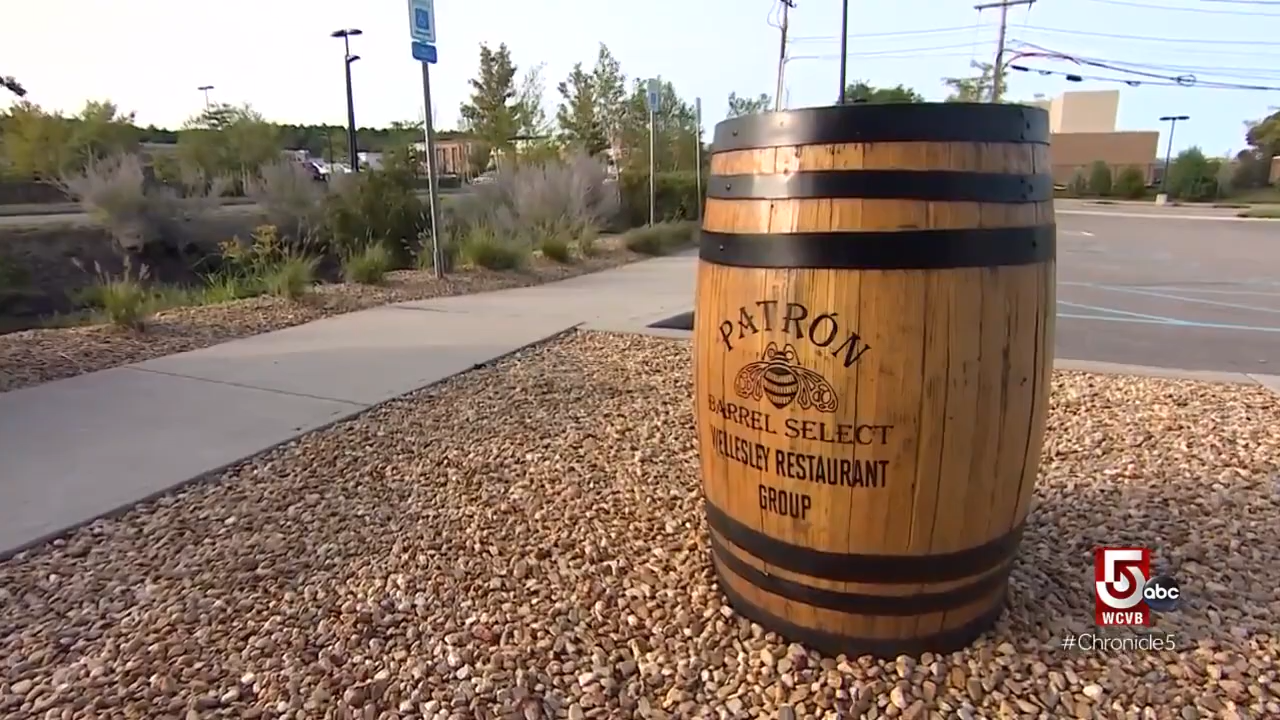 PATRÓN
BARREL SELECT
WELLESLEY RESTAURANT
GROUP
5 abc
WCVB
#Chronicle5